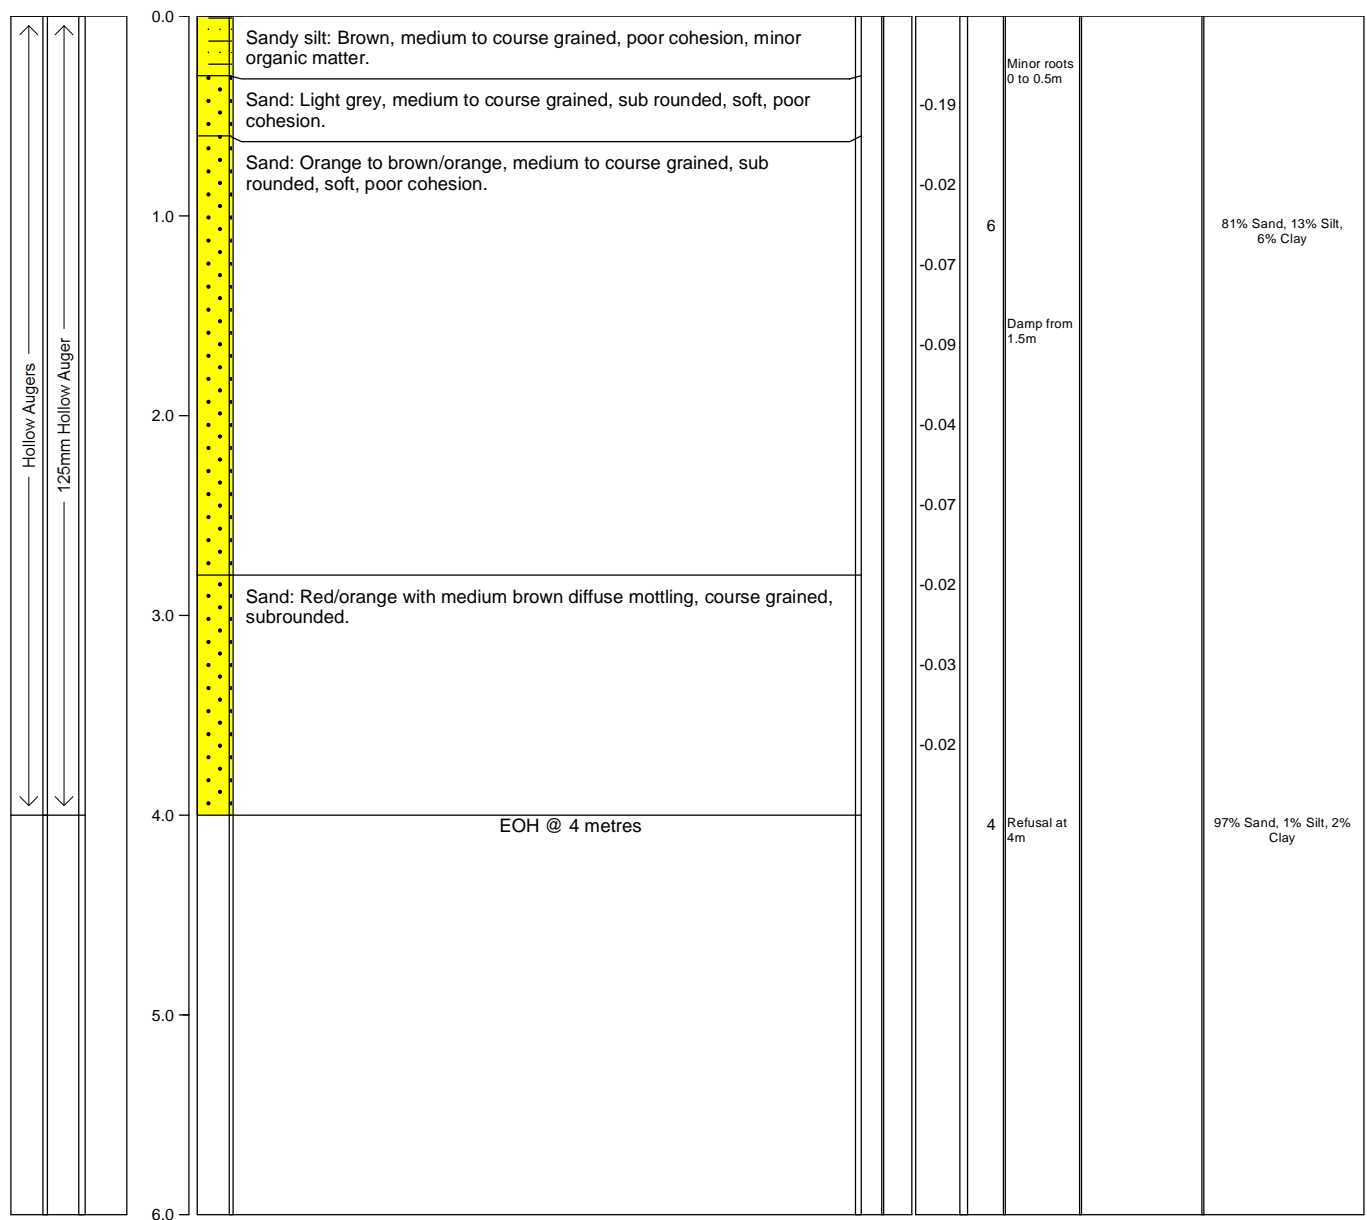 Hollow Augers
125mm Hollow Auger
0.0
1.0
2.0
3.0
4.0
5.0
6.0
Sandy silt: Brown, medium to course grained, poor cohesion, minor
organic matter.
Sand: Light grey, medium to course grained, sub rounded, soft, poor
cohesion.
Sand: Orange to brown/orange, medium to course grained, sub
rounded, soft, poor cohesion.
Sand: Red/orange with medium brown diffuse mottling, course grained,
subrounded.
EOH @ 4 metres
-0.19
-0.02
-0.07
-0.09
-0.04
-0.07
-0.02
-0.03
-0.02
6
4
Minor roots
0 to 0.5m
Damp from
1.5m
Refusal at
4m
81% Sand, 13% Silt,
6% Clay
97% Sand, 1% Silt, 2%
Clay